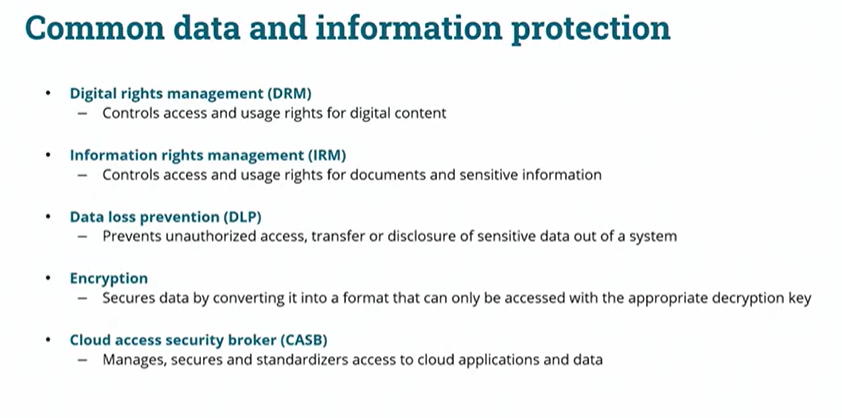 Common data and information protection
• Digital rights management (DRM)
– Controls access and usage rights for digital content
• Information rights management (IRM)
– Controls access and usage rights for documents and sensitive information
• Data loss prevention (DLP)
– Prevents unauthorized access, transfer or disclosure of sensitive data out of a system
• Encryption
– Secures data by converting it into a format that can only be accessed with the appropriate decryption key
• Cloud access security broker (CASB)
– Manages, secures and standardizers access to cloud applications and data